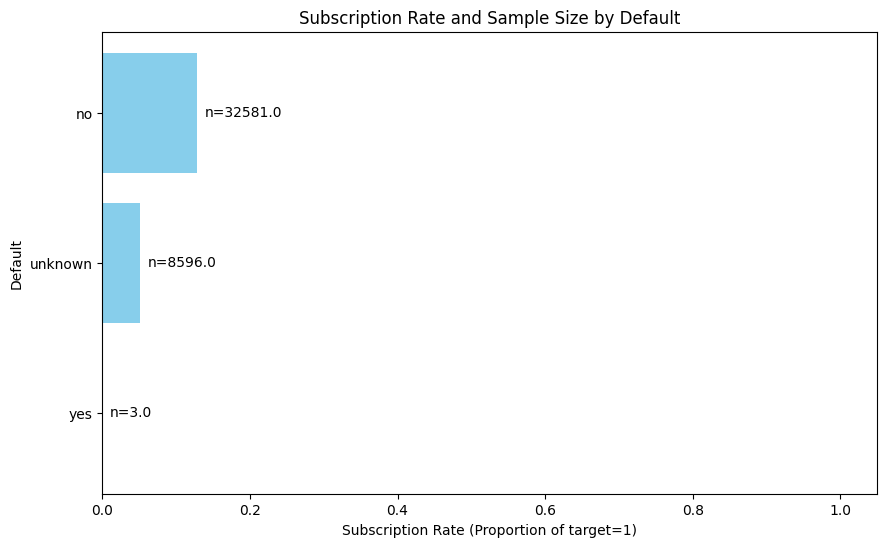 Subscription Rate and Sample Size by Default
Default
no
n=32581.0
unknown
n=8596.0
yes
n=3.0
0.0 0.2 0.4 0.6 0.8 1.0
Subscription Rate (Proportion of target=1)